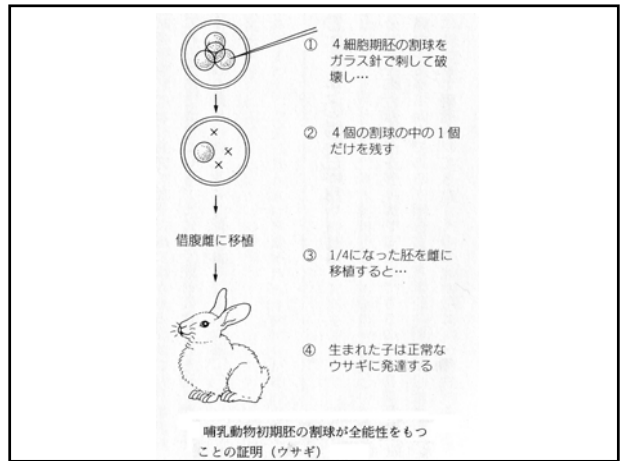 ① 4細胞期胚の割球を
ガラス針で刺して破
壊し…
② 4個の割球の中の1個
だけを残す
借腹雌に移植
③ 1/4になった胚を雌に
移植すると…
④ 生まれた子は正常な
ウサギに発達する
哺乳動物初期胚の割球が全能性をもつ
ことの証明（ウサギ）